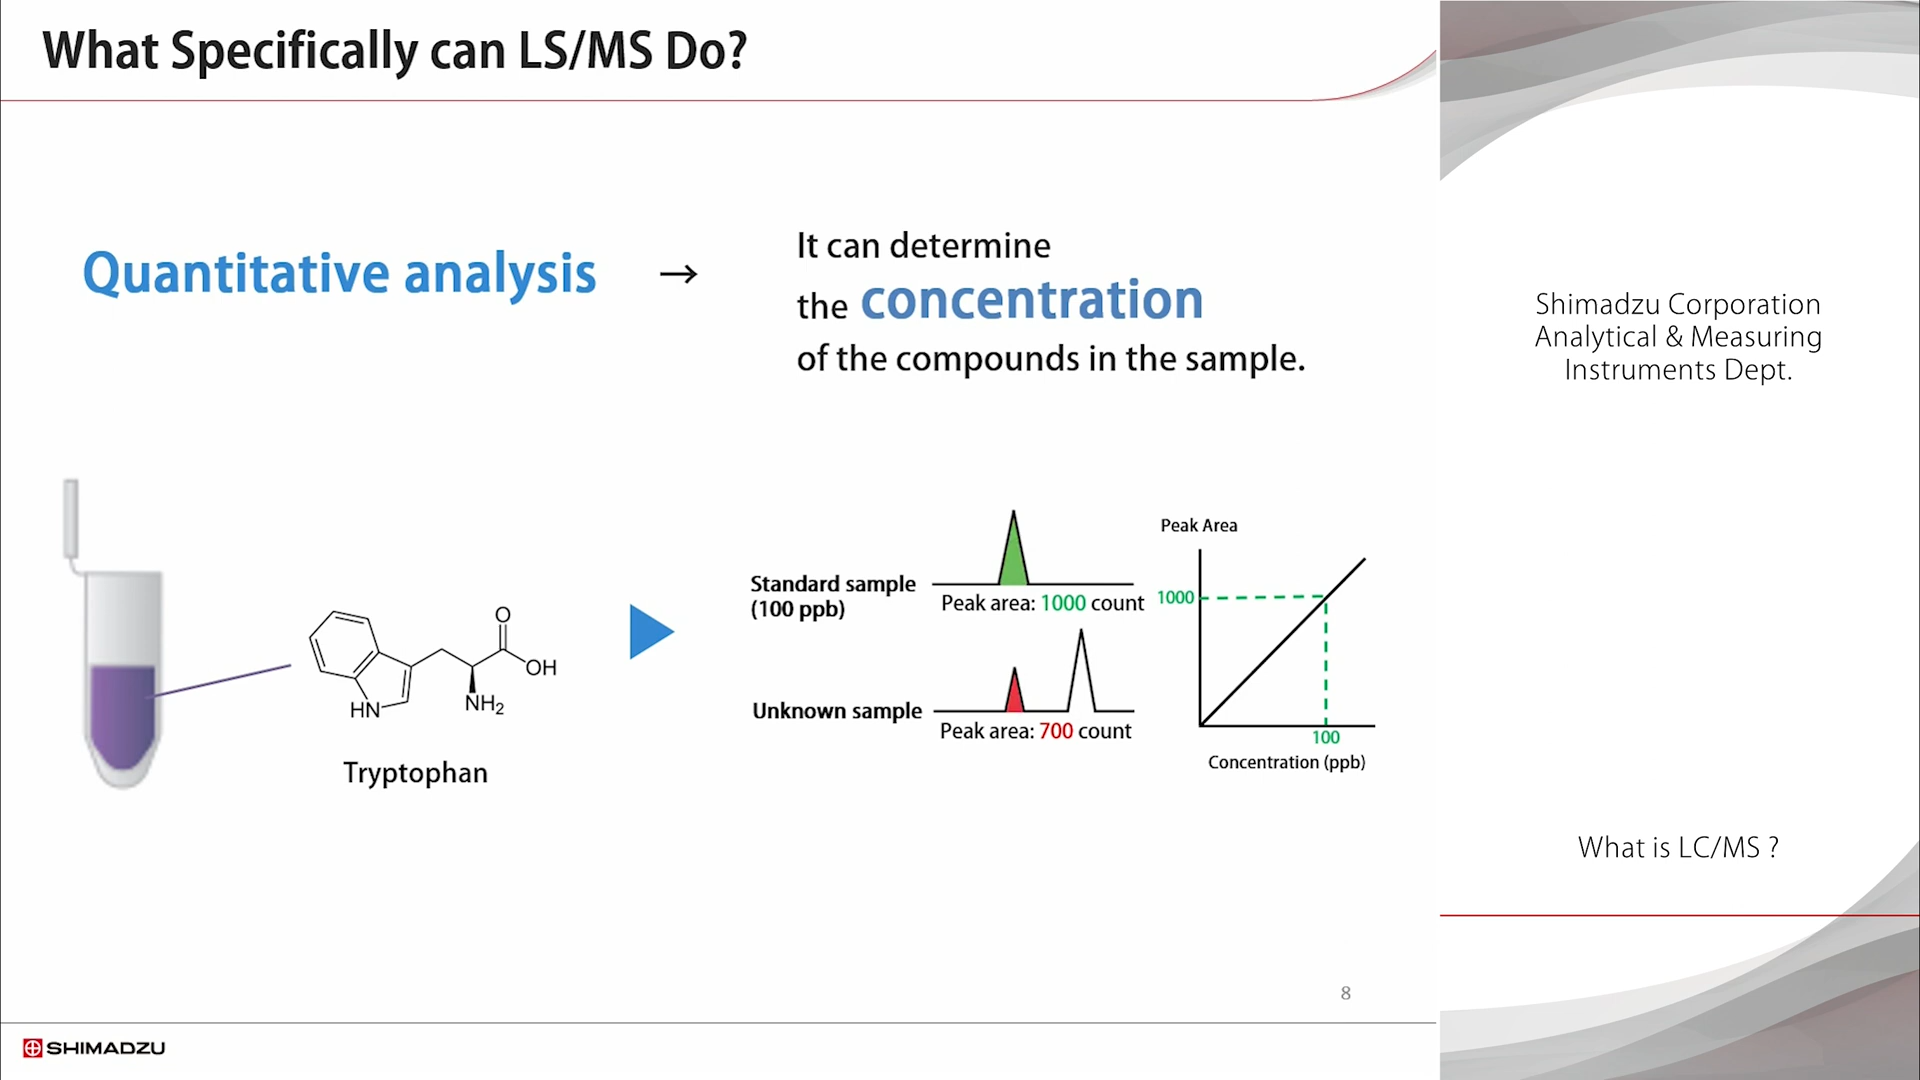 What Specifically can LS/MS Do?
Quantitative analysis
→
It can determine
the concentration
of the compounds in the sample.
Shimadzu Corporation
Analytical & Measuring
Instruments Dept.
O
OH
NH2
HN
Tryptophan
Standard sample
(100 ppb)
Peak area: 1000 count
Unknown sample
Peak area: 700 count
Peak Area
1000
100
Concentration (ppb)
What is LC/MS ?
8
SHIMADZU